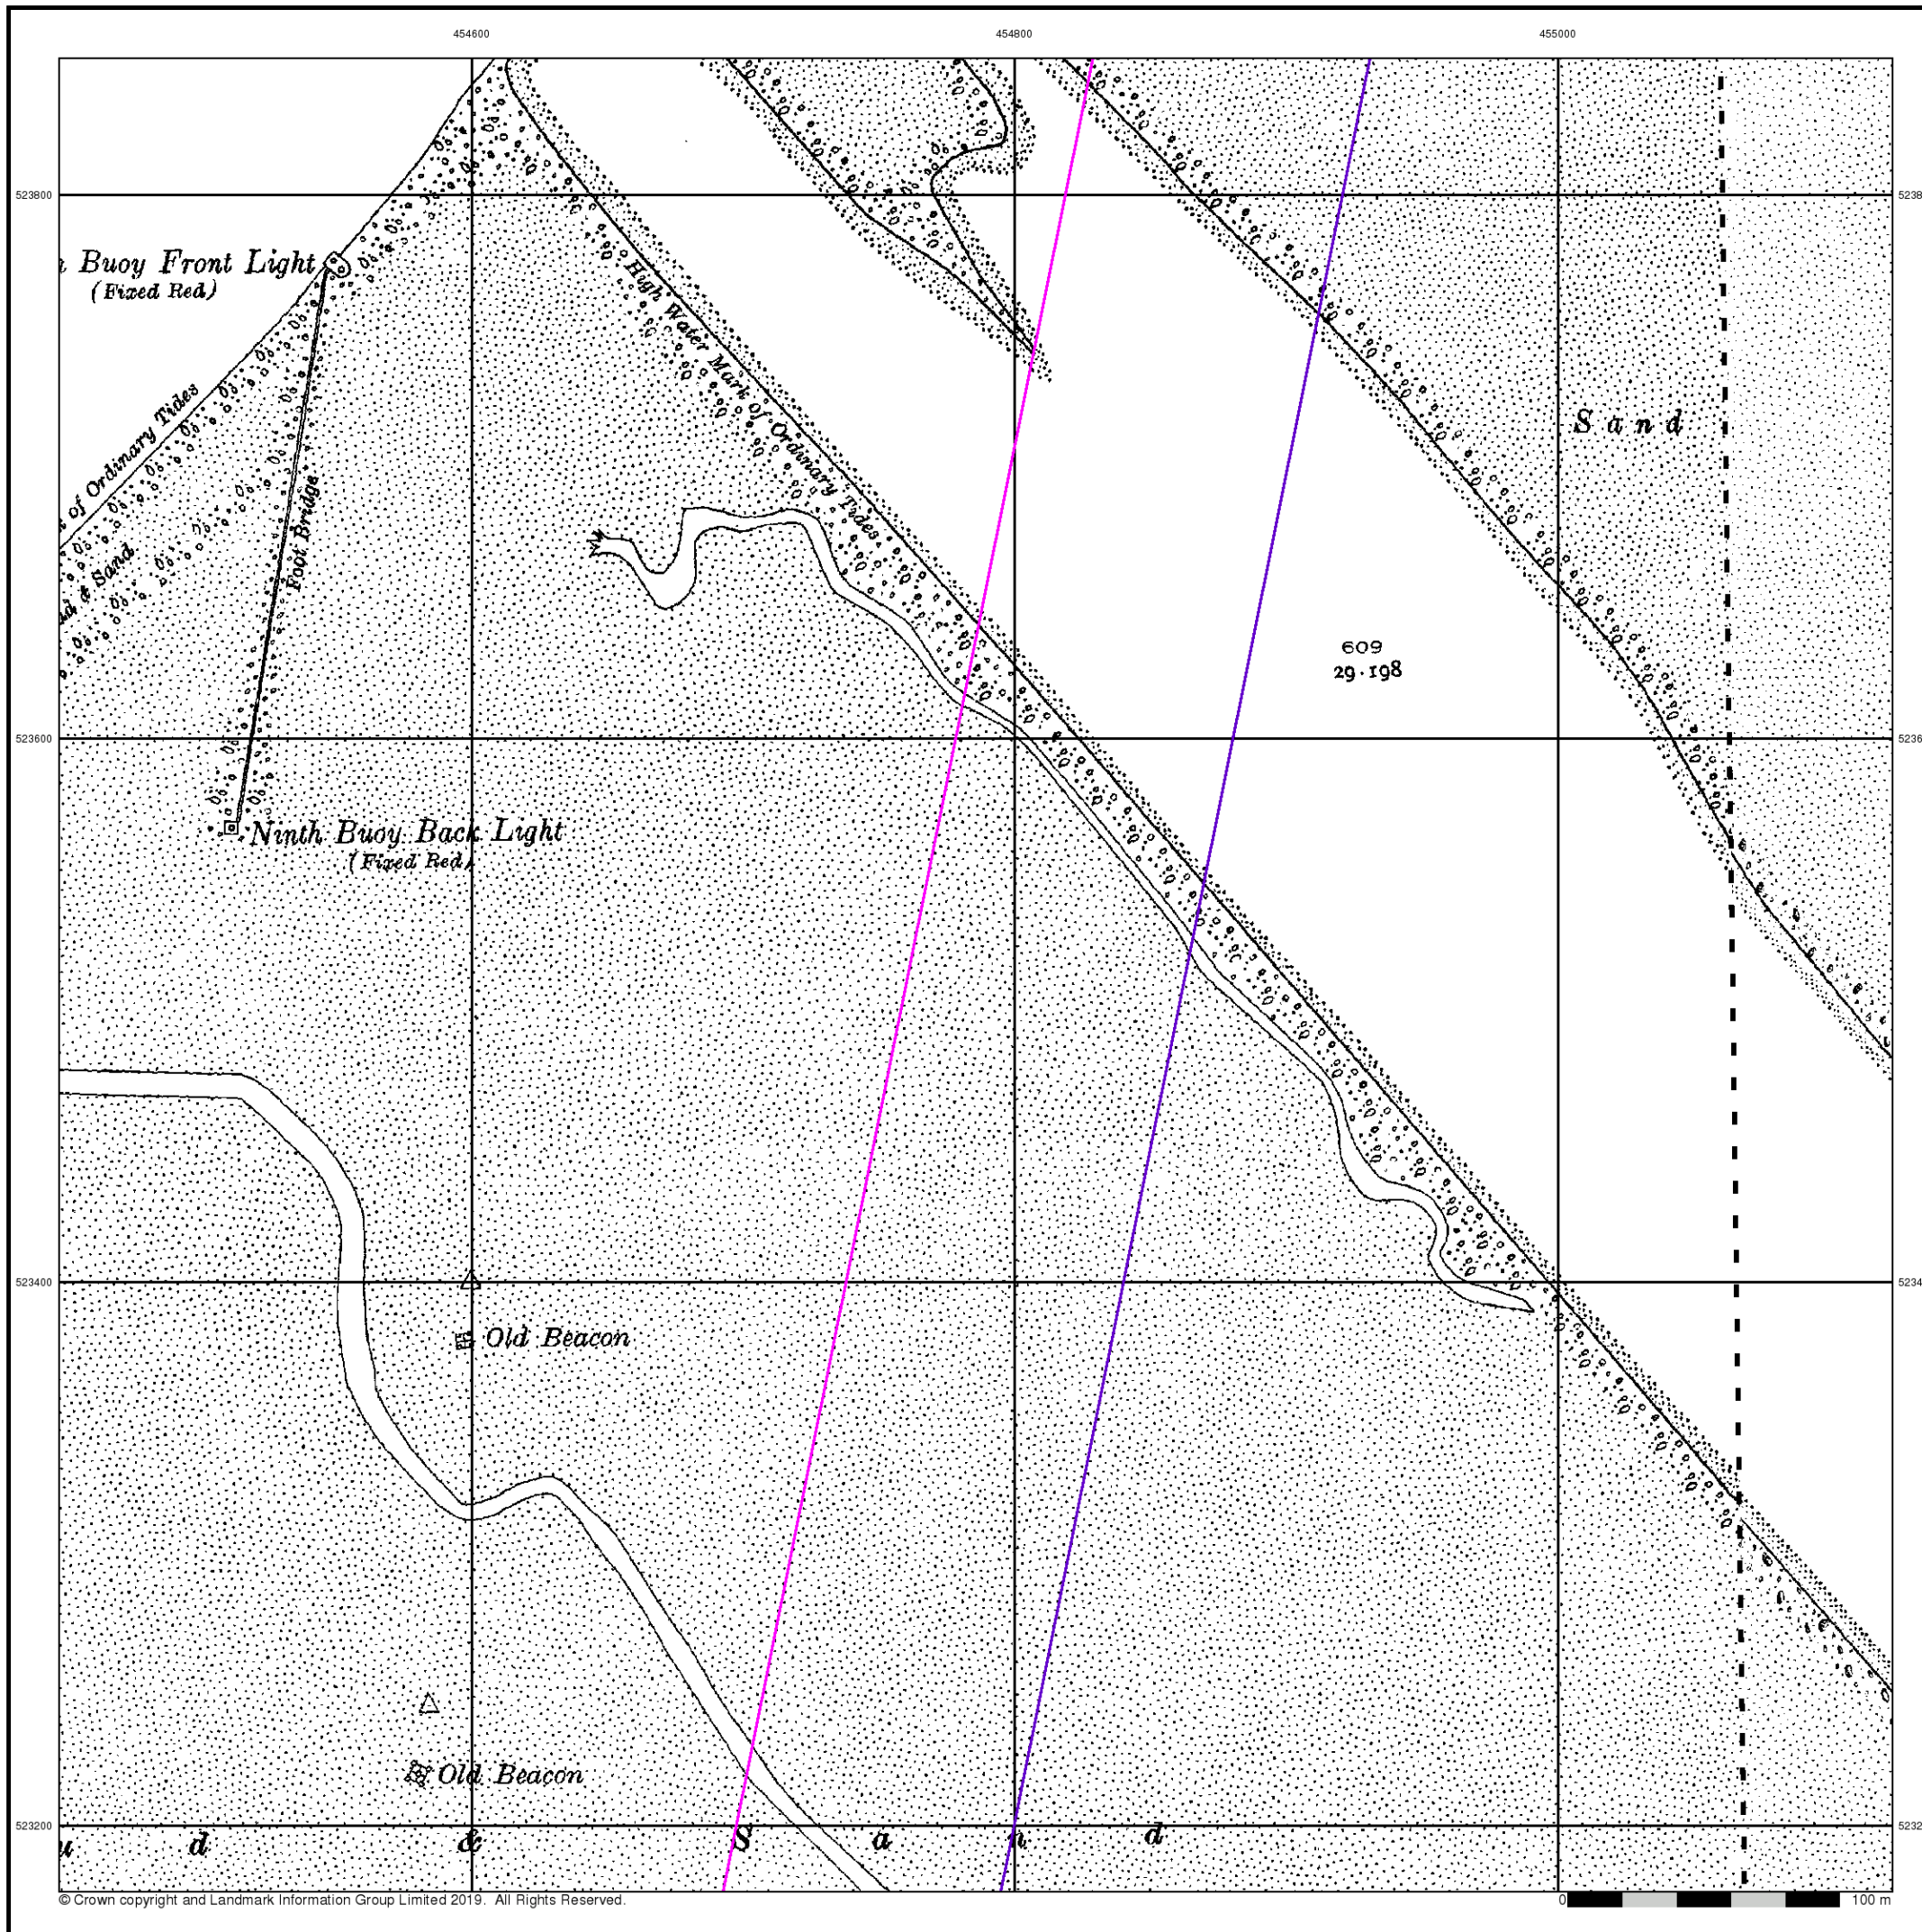 454600 454800 455000
523800
Buoy Front Light
(Fixed Red)
High Water Mark of Ordinary Tides
of Ordinary Tides
Sand
& Sand
Foot Bridge
609
29·198
523600
Ninth Buoy Back Light
(Fixed Red)
523400
Old Beacon
Old Beacon
523200
d & S a n d
© Crown copyright and Landmark Information Group Limited 2019. All Rights Reserved.
0 100 m